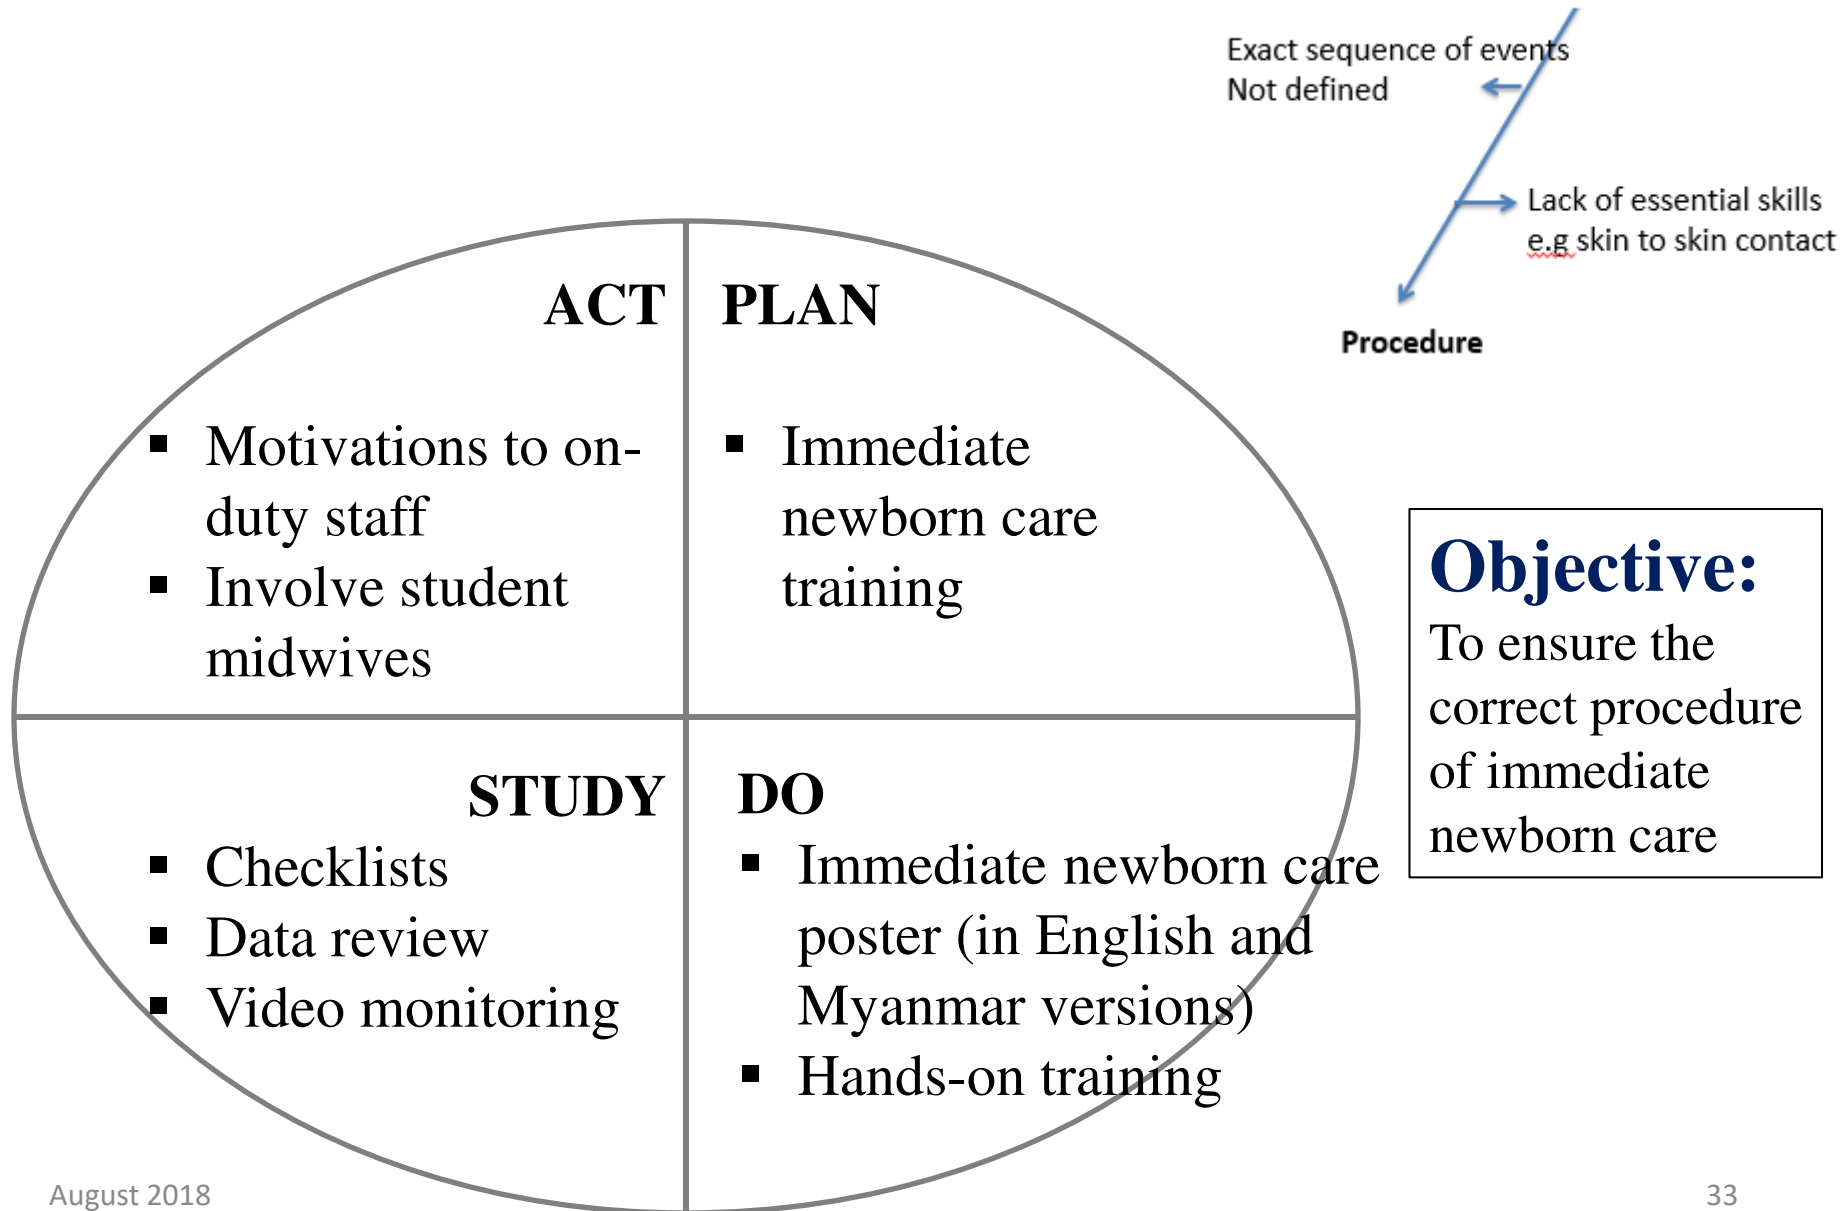 Exact sequence of events
Not defined
Lack of essential skills
e.g skin to skin contact
Procedure
ACT
▪ Motivations to on-
duty staff
▪ Involve student
midwives
PLAN
▪ Immediate
newborn care
training
STUDY
▪ Checklists
▪ Data review
▪ Video monitoring
DO
▪ Immediate newborn care
poster (in English and
Myanmar versions)
▪ Hands-on training
Objective:
To ensure the
correct procedure
of immediate
newborn care
August 2018
33